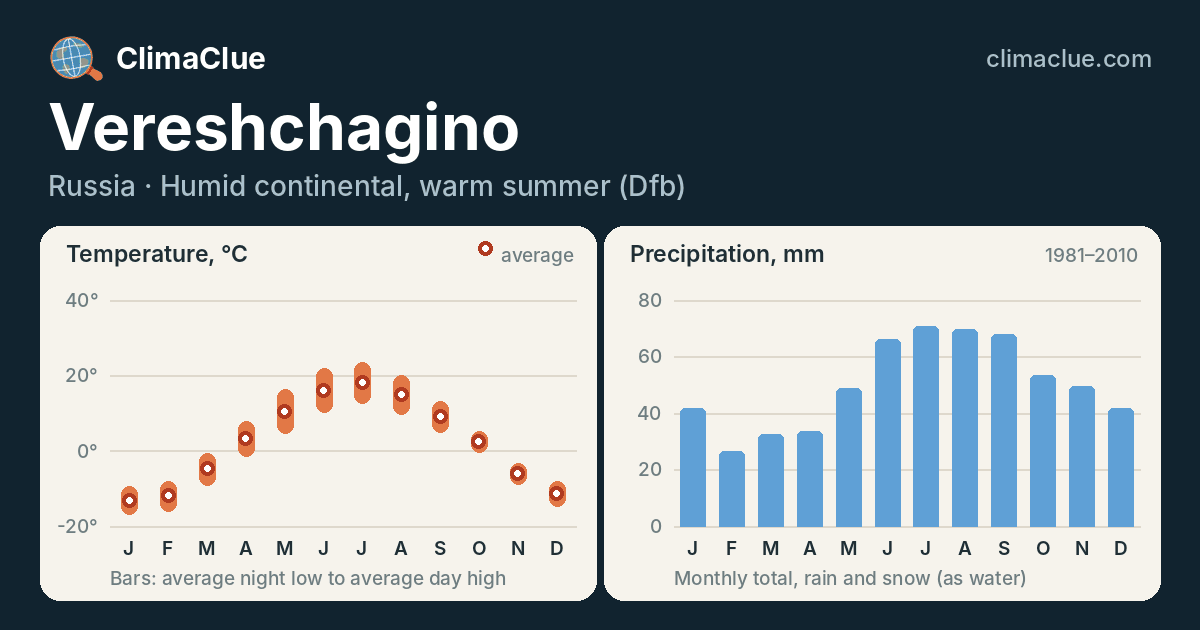 ClimaClue
climaclue.com
Vereshchagino
Russia · Humid continental, warm summer (Dfb)
Temperature, °C
average
40°
20°
0°
-20°
J F M A M J J A S O N D
Bars: average night low to average day high
Precipitation, mm
1981–2010
80
60
40
20
0
J F M A M J J A S O N D
Monthly total, rain and snow (as water)